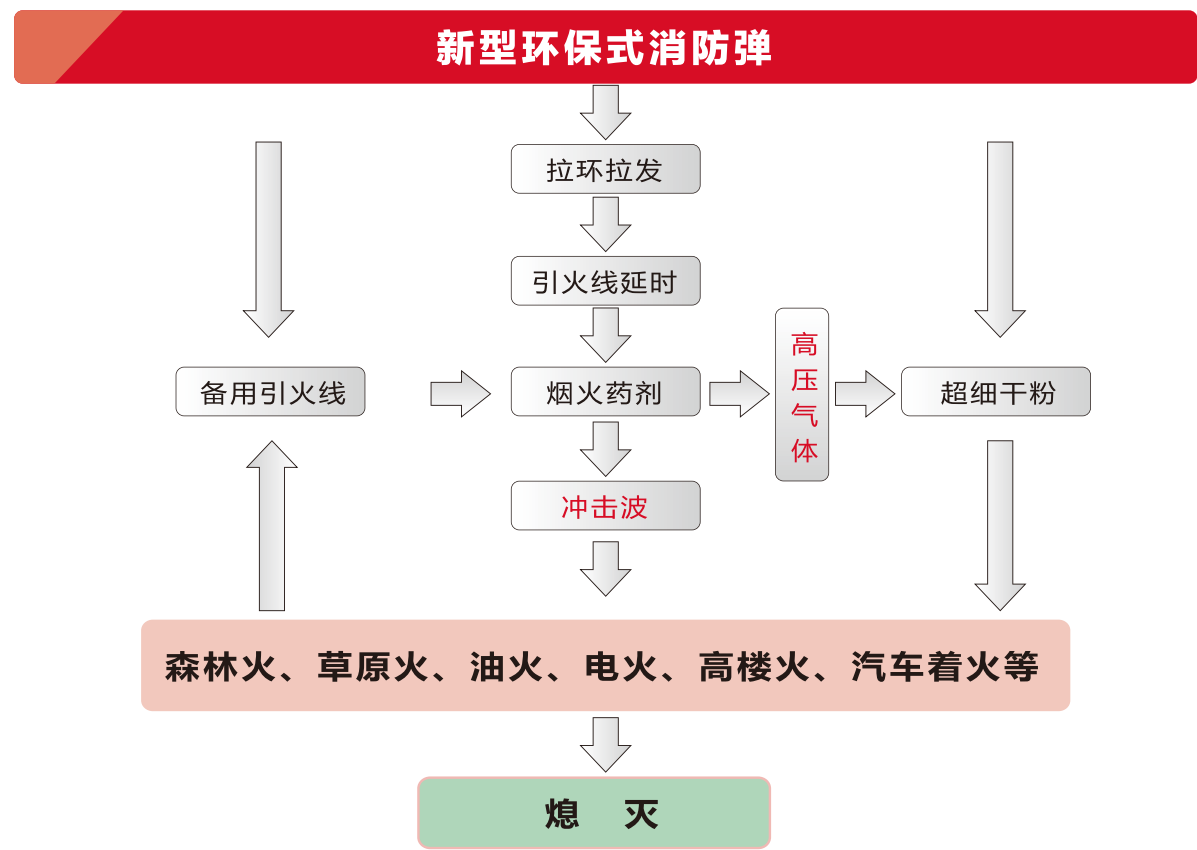 新型环保式消防弹
拉环拉发
引火线延时
备用引火线
烟火药剂
高压气体
超细干粉
冲击波
森林火、草原火、油火、电火、高楼火、汽车着火等
熄 灭